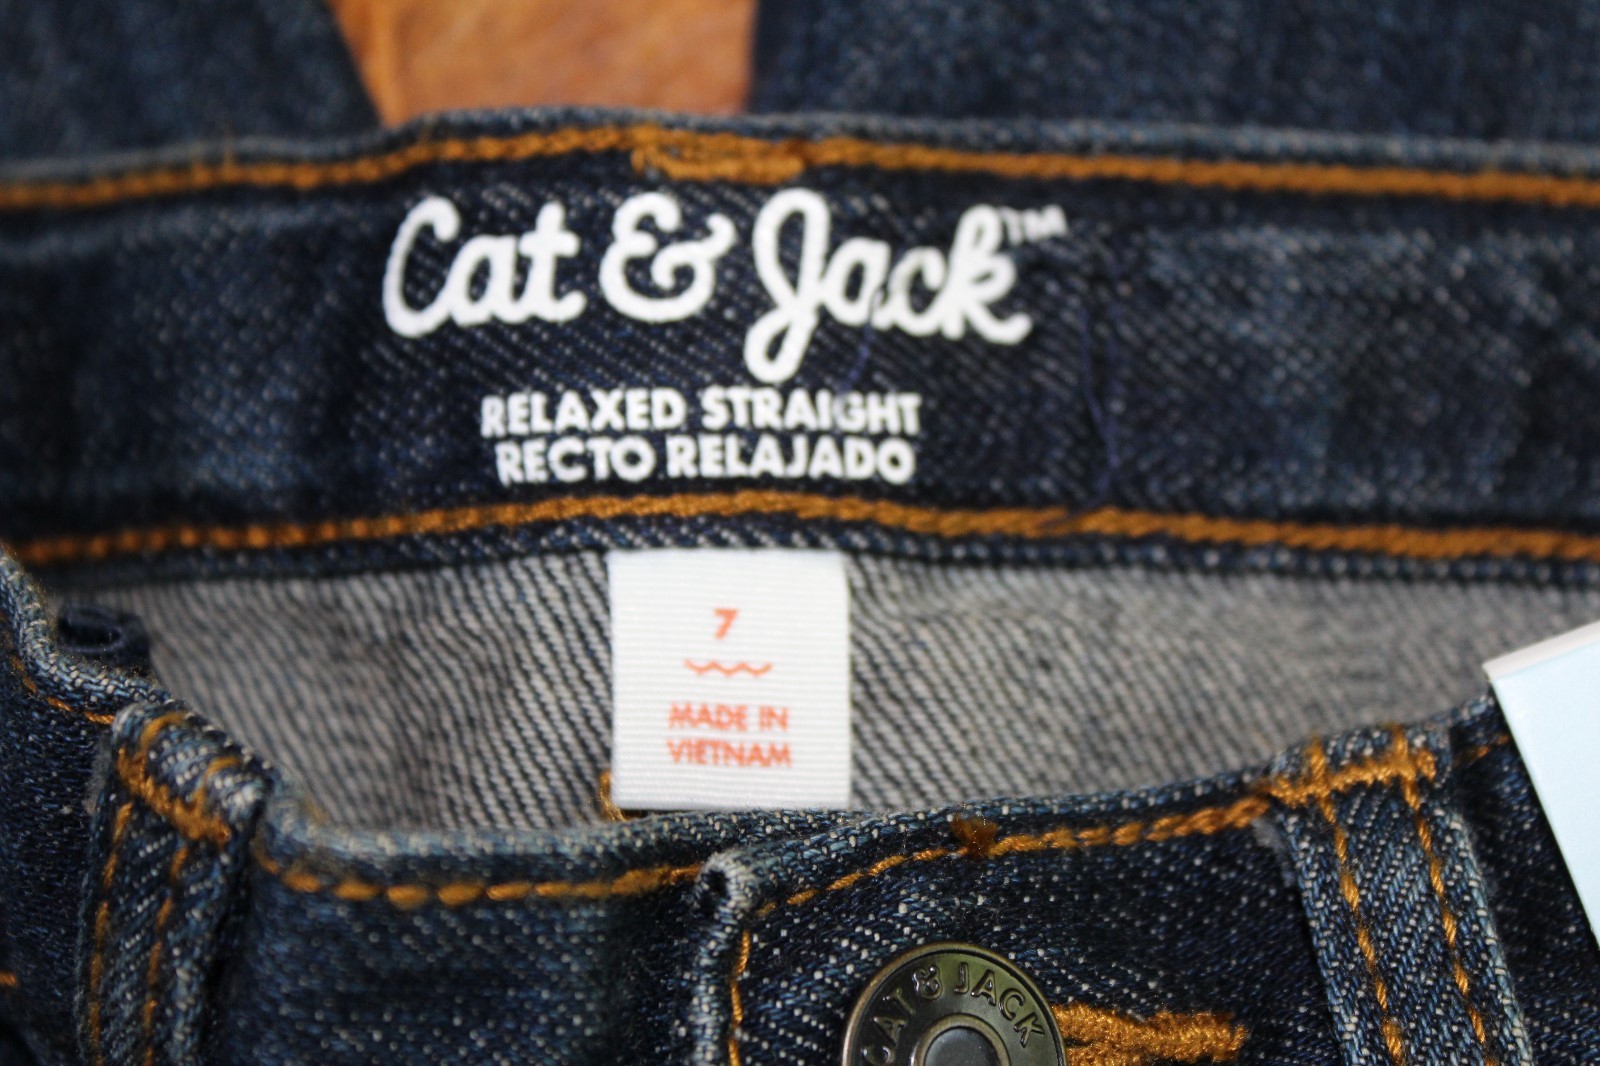 Cat & Jack™
RELAXED STRAIGHT
RECTO RELAJADO
7
MADE IN
VIETNAM
CAT & JACK